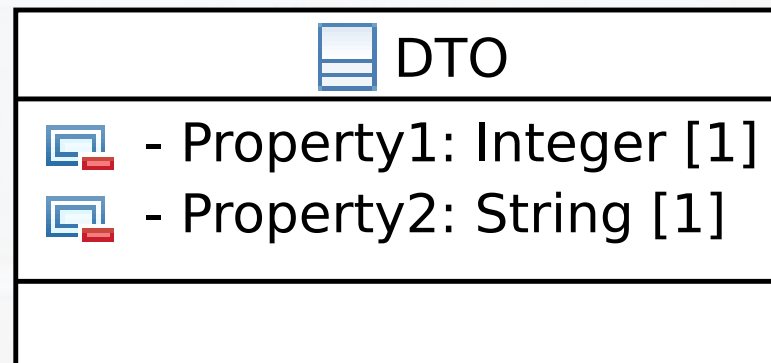 DTO
- Property1: Integer [1]
- Property2: String [1]